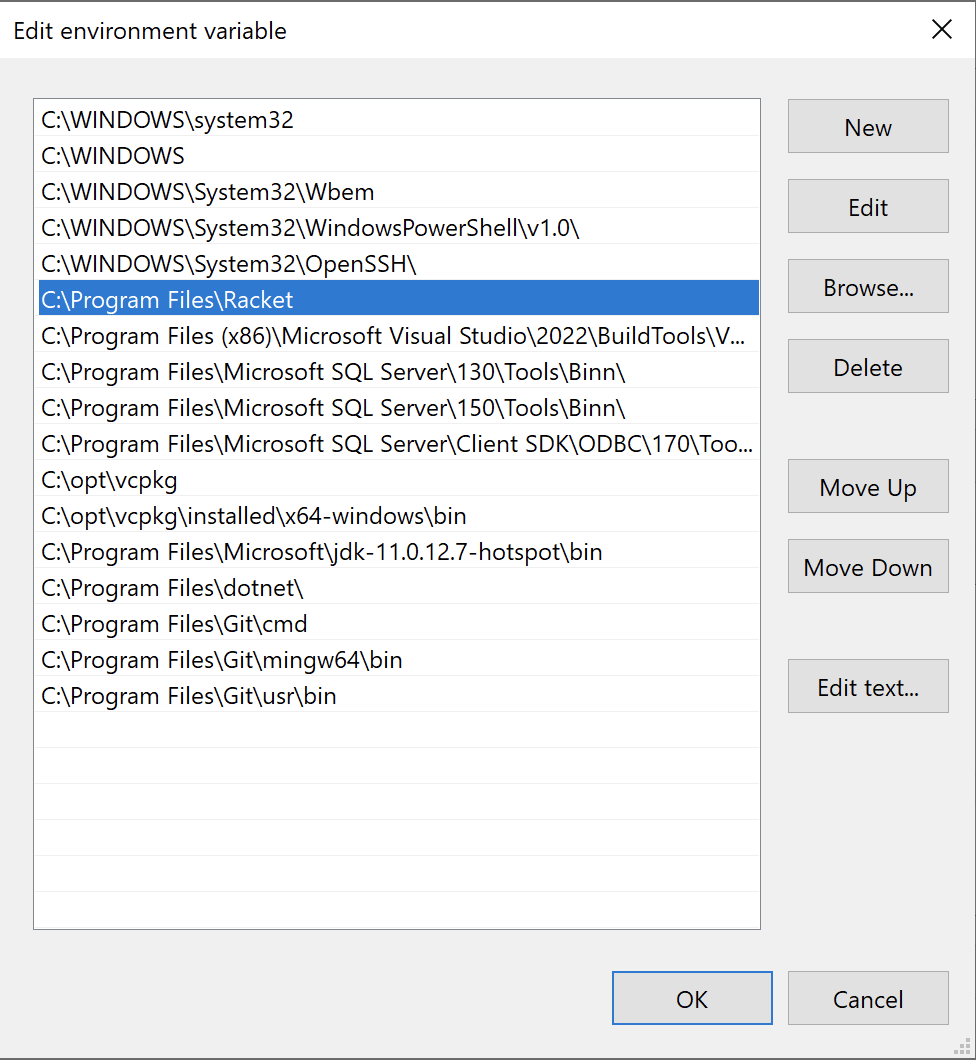 Edit environment variable
C:\WINDOWS\system32
C:\WINDOWS
C:\WINDOWS\System32\Wbem
C:\WINDOWS\System32\WindowsPowerShell\v1.0\
C:\WINDOWS\System32\OpenSSH\
C:\Program Files\Racket
C:\Program Files (x86)\Microsoft Visual Studio\2022\BuildTools\V...
C:\Program Files\Microsoft SQL Server\130\Tools\Binn\
C:\Program Files\Microsoft SQL Server\150\Tools\Binn\
C:\Program Files\Microsoft SQL Server\Client SDK\ODBC\170\Too...
C:\opt\vcpkg
C:\opt\vcpkg\installed\x64-windows\bin
C:\Program Files\Microsoft\jdk-11.0.12.7-hotspot\bin
C:\Program Files\dotnet\
C:\Program Files\Git\cmd
C:\Program Files\Git\mingw64\bin
C:\Program Files\Git\usr\bin
New
Edit
Browse...
Delete
Move Up
Move Down
Edit text...
OK
Cancel